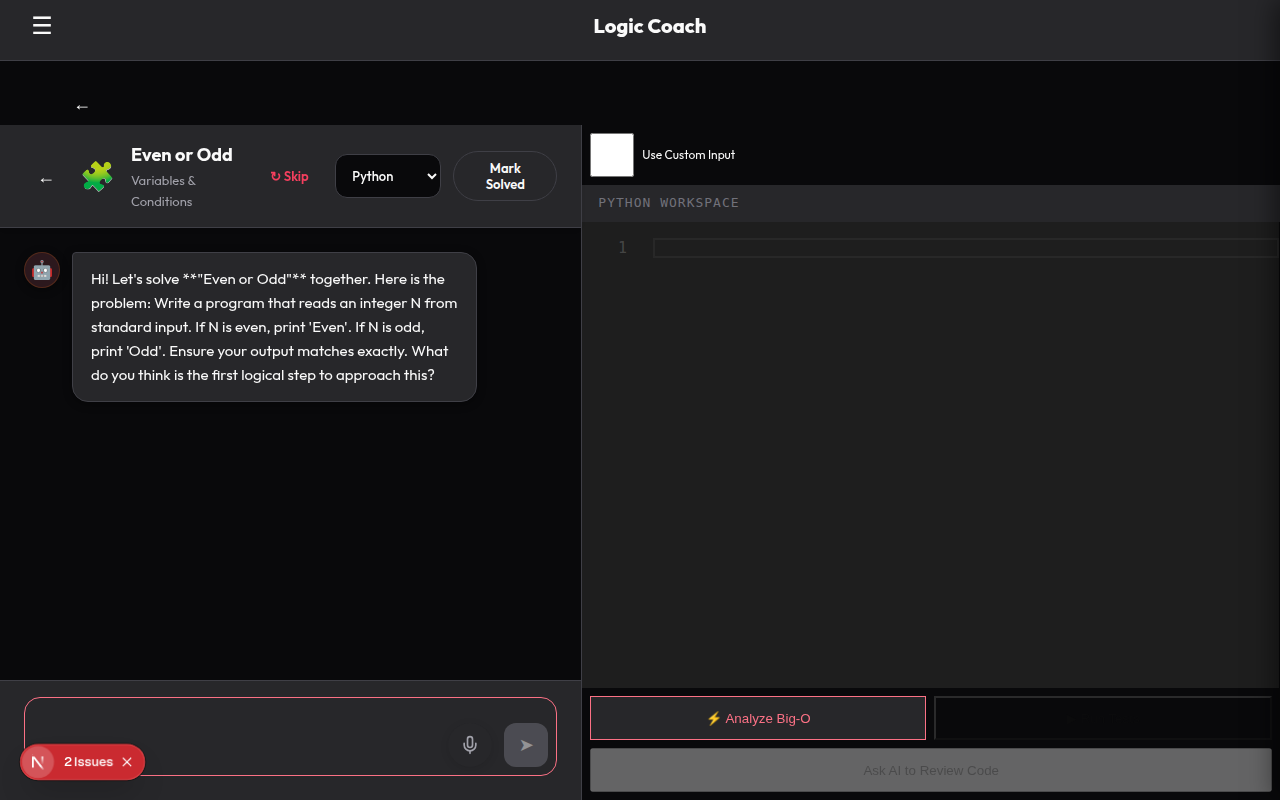 ☰
Logic Coach
←
←
Even or Odd
Variables &
Conditions
↻ Skip
Python
Mark
Solved
Hi! Let's solve **"Even or Odd"** together. Here is the
problem: Write a program that reads an integer N from
standard input. If N is even, print 'Even'. If N is odd,
print 'Odd'. Ensure your output matches exactly. What
do you think is the first logical step to approach this?
N
2 Issues
➤
Use Custom Input
PYTHON WORKSPACE
1
⚡ Analyze Big-O
Ask AI to Review Code